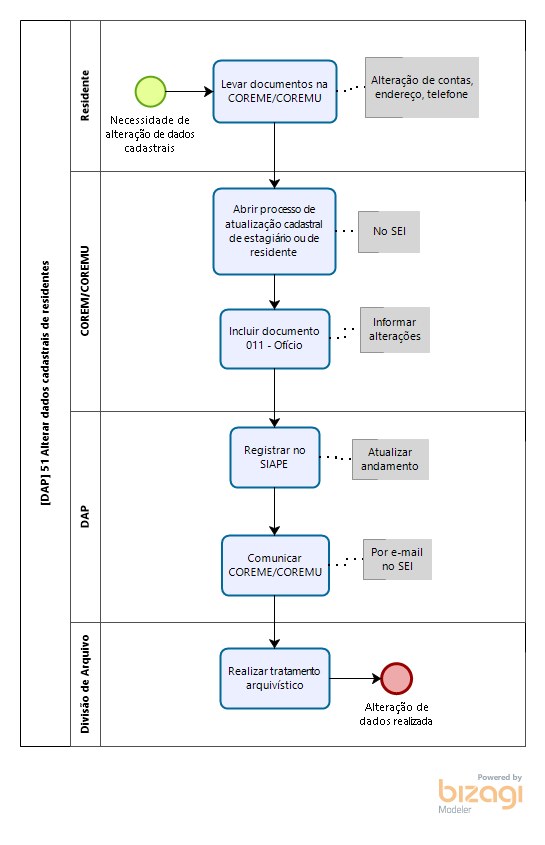 [DAP] 51 Alterar dados cadastrais de residentes
Residente
Necessidade de
alteração de dados
cadastrais
Levar documentos na
COREME/COREMU
Alteração de contas,
endereço, telefone
COREM/COREMU
Abrir processo de
atualização cadastral
de estagiário ou de
residente
No SEI
Incluir documento
011 - Ofício
Informar
alterações
DAP
Registrar no
SIAPE
Atualizar
andamento
Comunicar
COREME/COREMU
Por e-mail
no SEI
Divisão de Arquivo
Realizar tratamento
arquivístico
Alteração de
dados realizada
Powered by
bizagi
Modeler